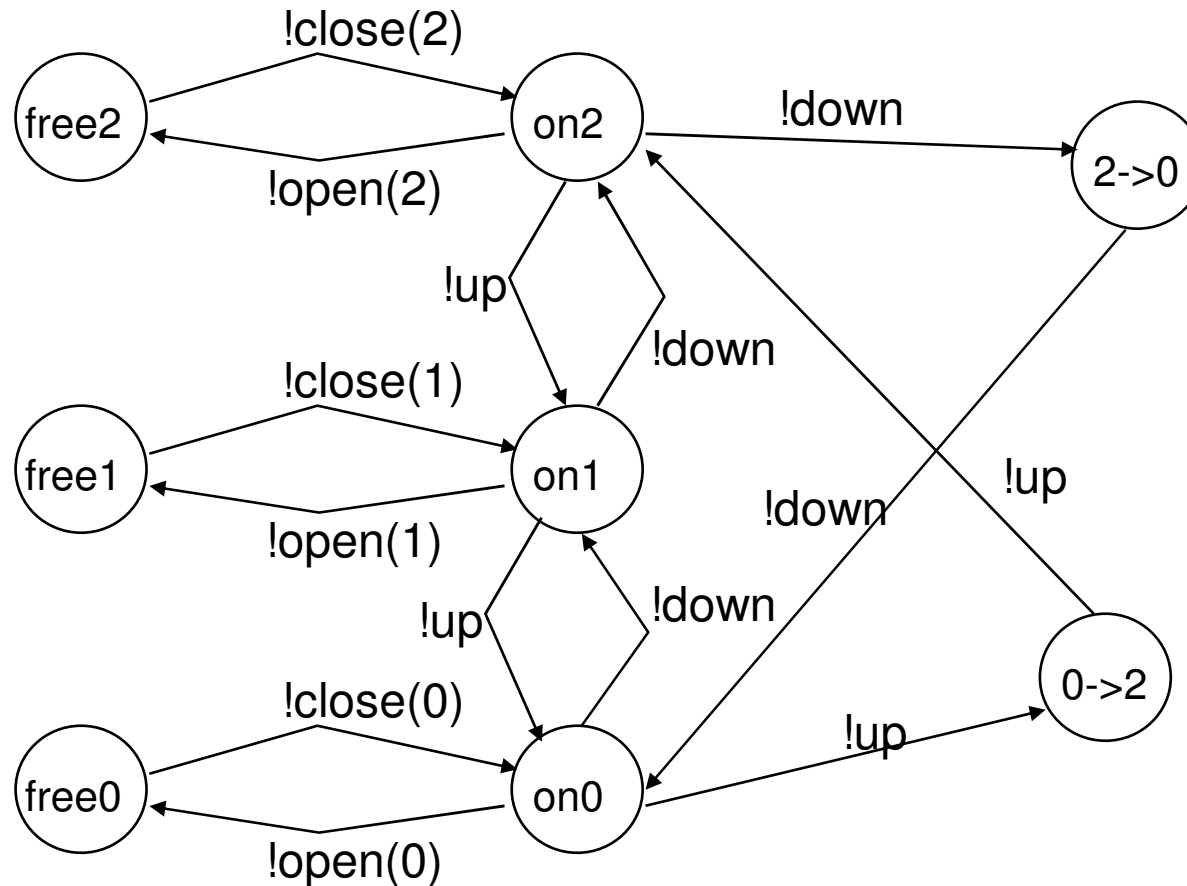 !close(2)
free2
on2
!down
2->0
!open(2)
!up
!down
!close(1)
free1
on1
!up
!down
!open(1)
!down
!up
0->2
!close(0)
!up
free0
on0
!open(0)